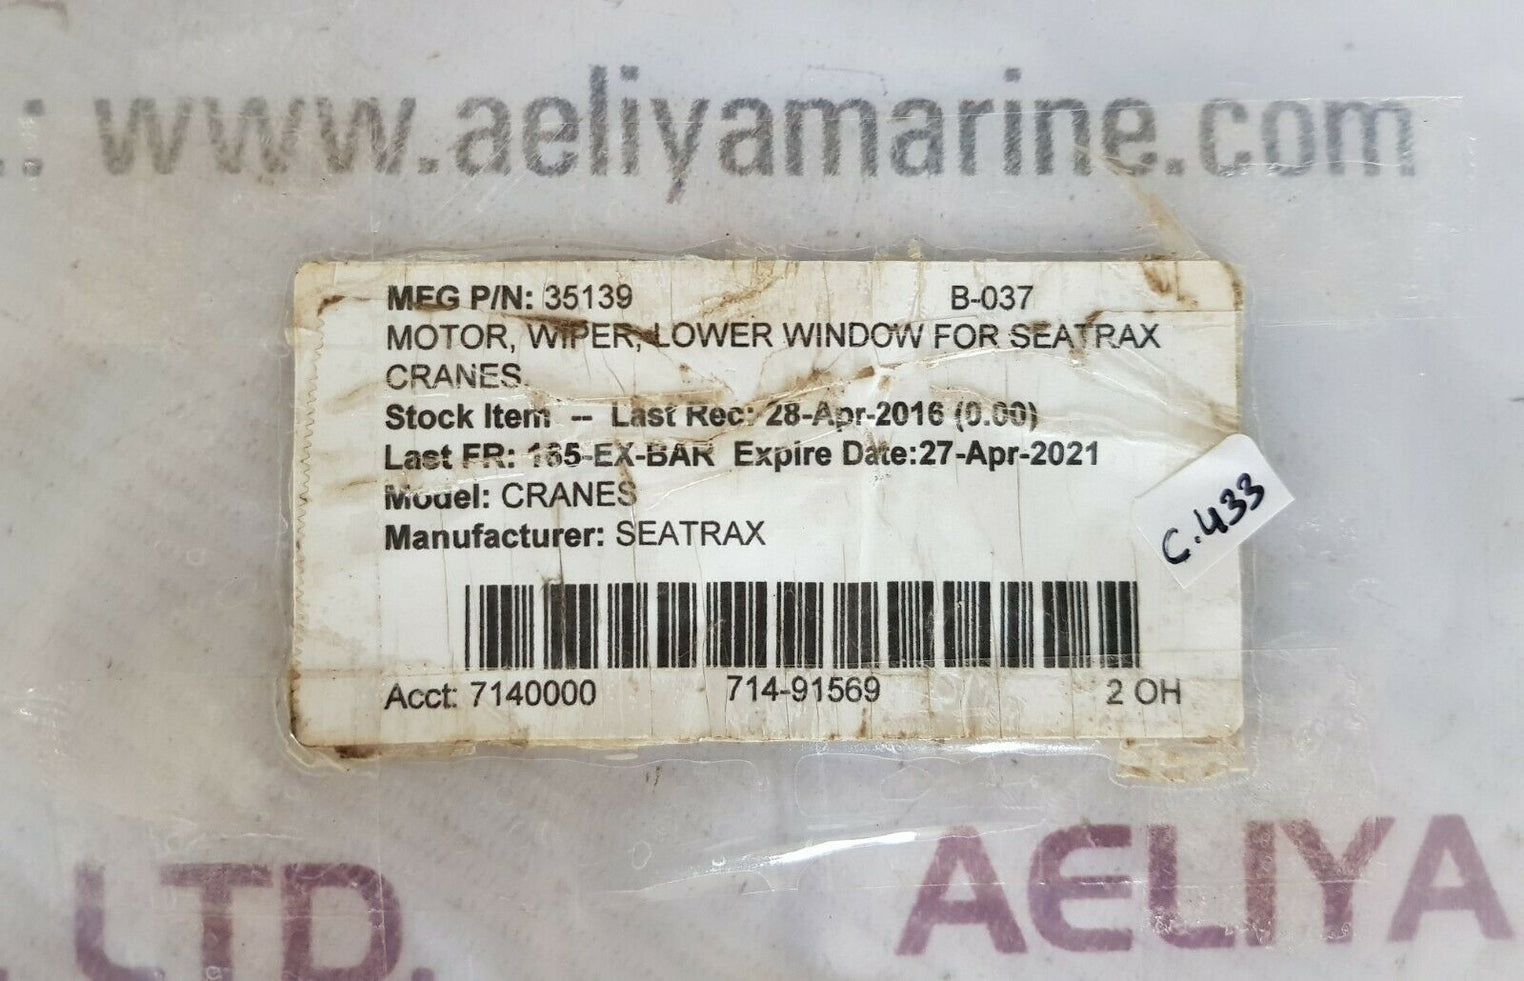 .: www.aeliyamarine.com
MFG P/N: 35139 B-037
MOTOR, WIPER, LOWER WINDOW FOR SEATRAX
CRANES.
Stock Item -- Last Rec: 28-Apr-2016 (0.00)
Last FR: 165-EX-BAR Expire Date:27-Apr-2021
Model: CRANES
Manufacturer: SEATRAX
C.433
Acct: 7140000 714-91569 2 OH
. LTD. AELIYA